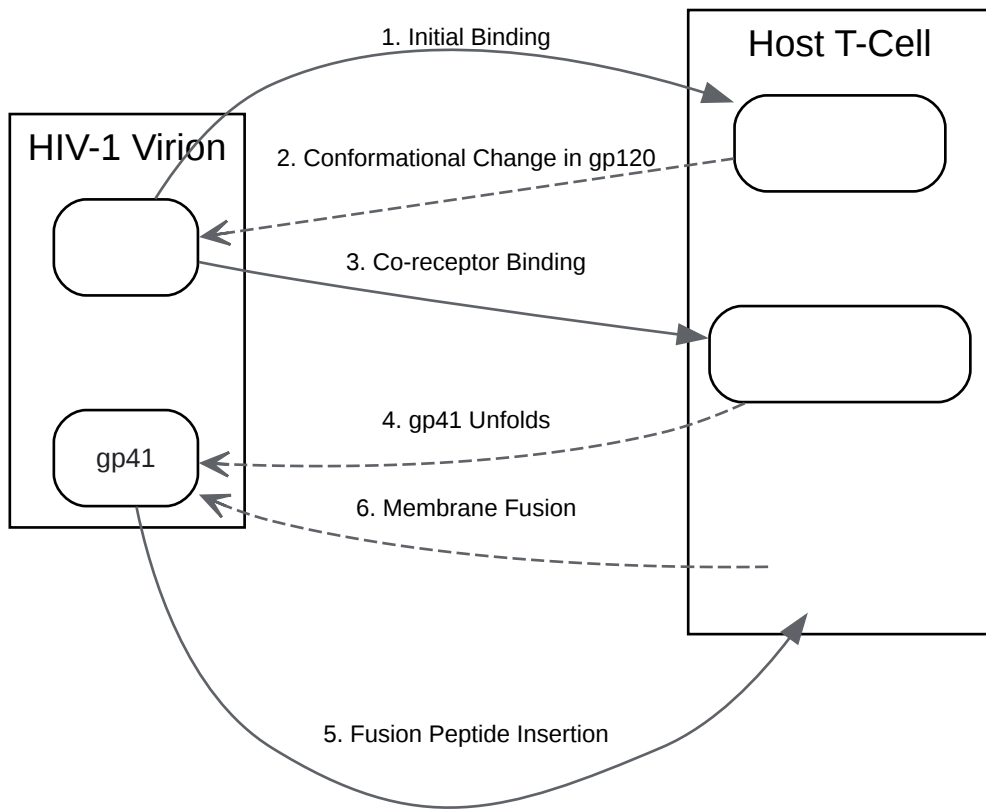 1. Initial Binding
Host T-Cell
HIV-1 Virion
2. Conformational Change in gp120
3. Co-receptor Binding
4. gp41 Unfolds
gp41
6. Membrane Fusion
5. Fusion Peptide Insertion